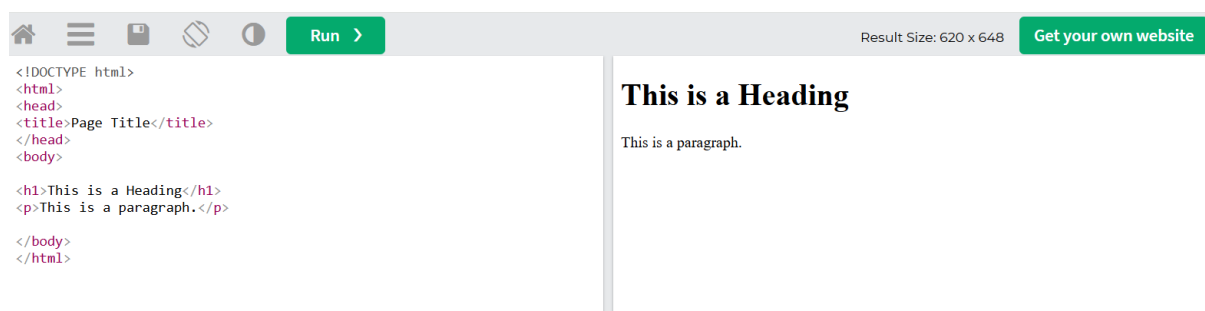 Run ❯
Result Size: 620 x 648
Get your own website
<!DOCTYPE html>
<html>
<head>
<title>Page Title</title>
</head>
<body>
<h1>This is a Heading</h1>
<p>This is a paragraph.</p>
</body>
</html>
This is a Heading
This is a paragraph.